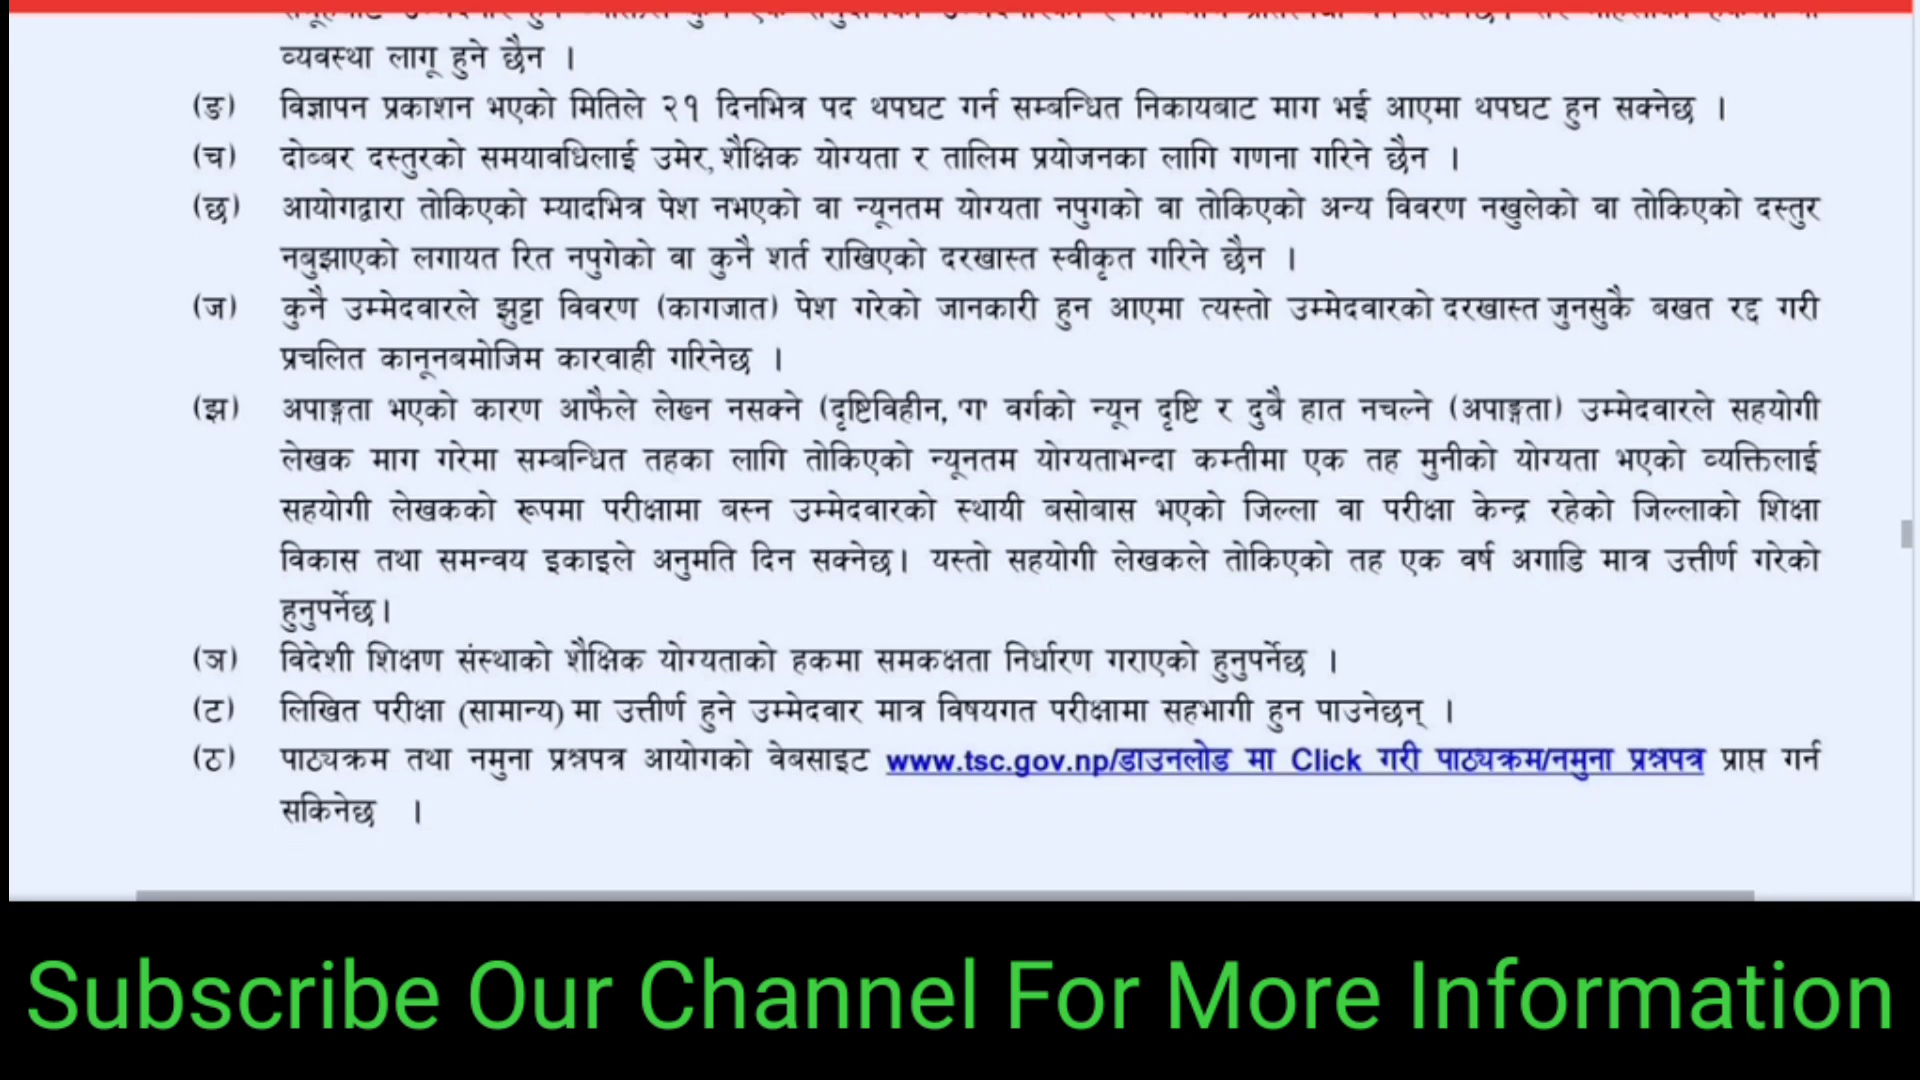 व्यवस्था लागू हुने छैन ।
(ङ) विज्ञापन प्रकाशन भएको मितिले २१ दिनभित्र पद थपघट गर्न सम्बन्धित निकायबाट माग भई आएमा थपघट हुन सक्नेछ ।
(च) दोब्बर दस्तुरको समयावधिलाई उमेर, शैक्षिक योग्यता र तालिम प्रयोजनका लागि गणना गरिने छैन ।
(छ) आयोगद्वारा तोकिएको म्यादभित्र पेश नभएको वा न्यूनतम योग्यता नपुगको वा तोकिएको अन्य विवरण नखुलेको वा तोकिएको दस्तुर
नबुझाएको लगायत रित नपुगेको वा कुनै शर्त राखिएको दरखास्त स्वीकृत गरिने छैन ।
(ज) कुनै उम्मेदवारले झुट्टा विवरण (कागजात) पेश गरेको जानकारी हुन आएमा त्यस्तो उम्मेदवारको दरखास्त जुनसुकै बखत रद्द गरी
प्रचलित कानूनबमोजिम कारवाही गरिनेछ ।
(झ) अपाङ्गता भएको कारण आफैले लेख्न नसक्ने (दृष्टिविहीन, 'ग' वर्गको न्यून दृष्टि र दुबै हात नचल्ने (अपाङ्गता) उम्मेदवारले सहयोगी
लेखक माग गरेमा सम्बन्धित तहका लागि तोकिएको न्यूनतम योग्यताभन्दा कम्तीमा एक तह मुनीको योग्यता भएको व्यक्तिलाई
सहयोगी लेखकको रूपमा परीक्षामा बस्न उम्मेदवारको स्थायी बसोबास भएको जिल्ला वा परीक्षा केन्द्र रहेको जिल्लाको शिक्षा
विकास तथा समन्वय इकाइले अनुमति दिन सक्नेछ। यस्तो सहयोगी लेखकले तोकिएको तह एक वर्ष अगाडि मात्र उत्तीर्ण गरेको
हुनुपर्नेछ।
(ञ) विदेशी शिक्षण संस्थाको शैक्षिक योग्यताको हकमा समकक्षता निर्धारण गराएको हुनुपर्नेछ ।
(ट) लिखित परीक्षा (सामान्य) मा उत्तीर्ण हुने उम्मेदवार मात्र विषयगत परीक्षामा सहभागी हुन पाउनेछन् ।
(ठ) पाठ्यक्रम तथा नमुना प्रश्नपत्र आयोगको वेबसाइट www.tsc.gov.np/डाउनलोड मा Click गरी पाठ्यक्रम/नमुना प्रश्नपत्र प्राप्त गर्न
सकिनेछ ।
Subscribe Our Channel For More Information